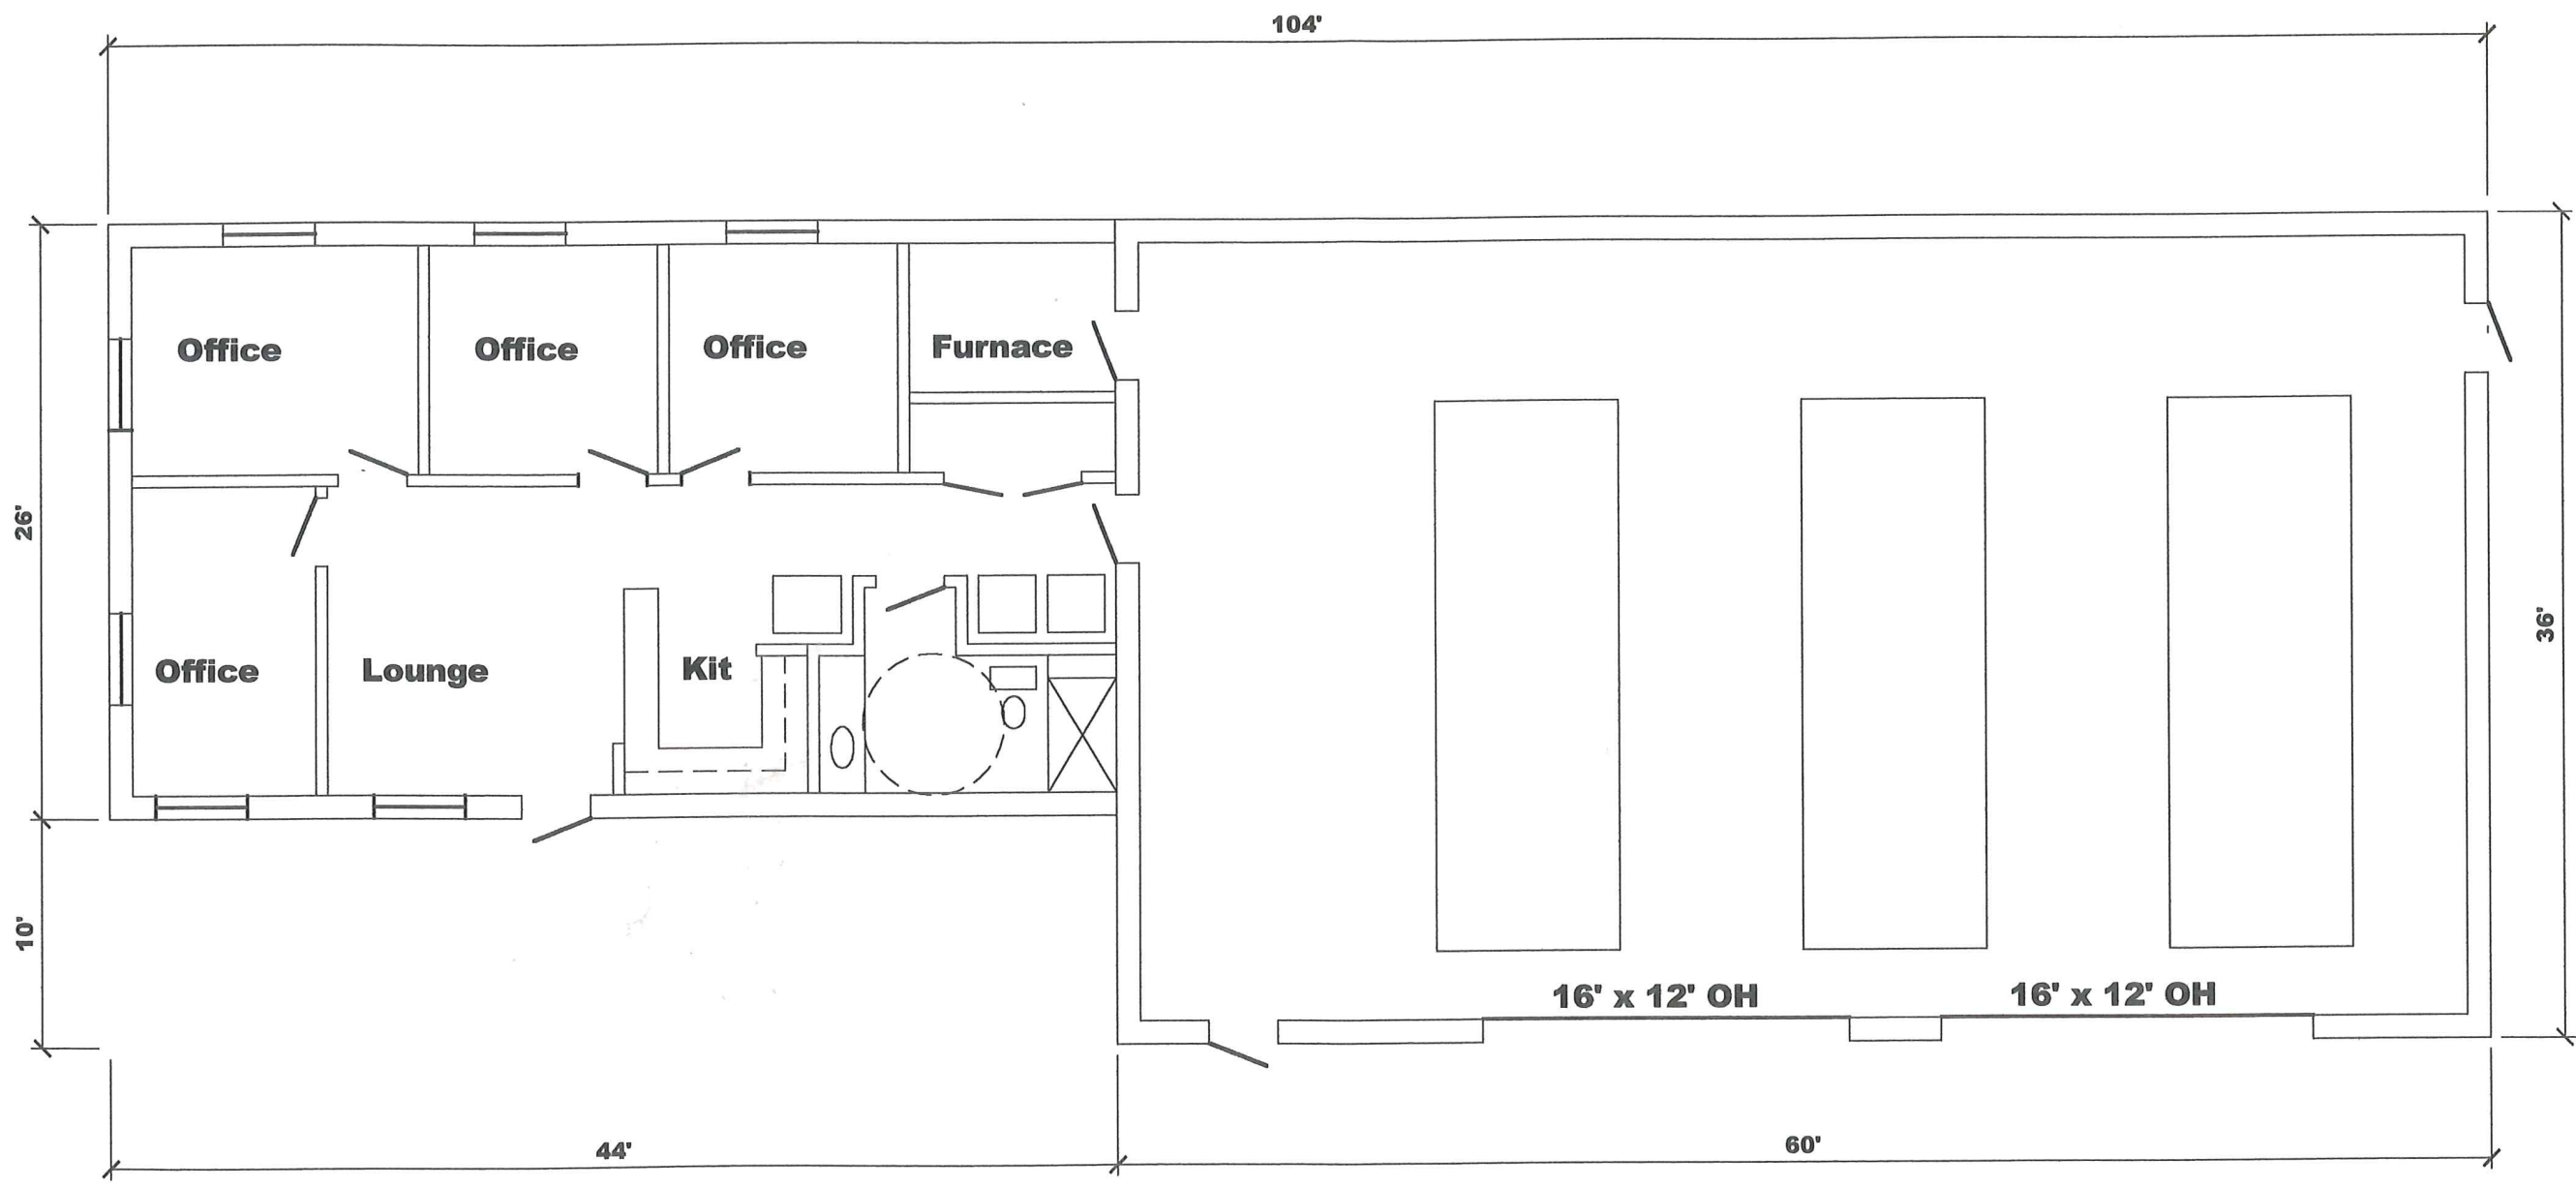 104'
Office
Office
Office
Furnace
26'
36'
Office
Lounge
Kit
10'
16' x 12' OH
16' x 12' OH
44'
60'